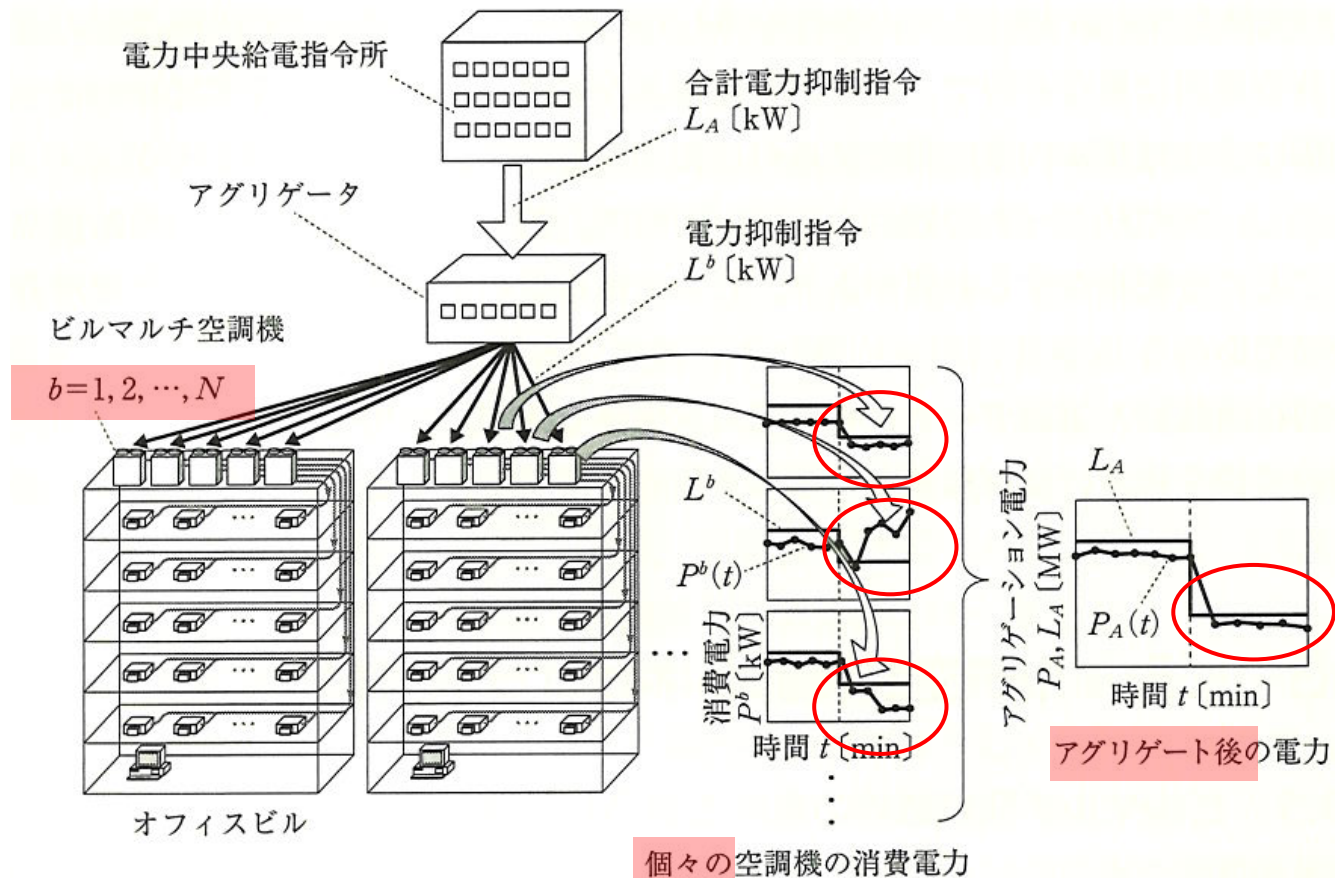 電力中央給電指令所
合計電力抑制指令
L_A〔kW〕
アグリゲータ
電力抑制指令
L^b〔kW〕
ビルマルチ空調機
b=1, 2, …, N
L^b
P^b(t)
消費電力
P^b〔kW〕
時間 t〔min〕
アグリゲーション電力
P_A, L_A〔MW〕
L_A
P_A(t)
時間 t〔min〕
アグリゲート後の電力
オフィスビル
個々の空調機の消費電力